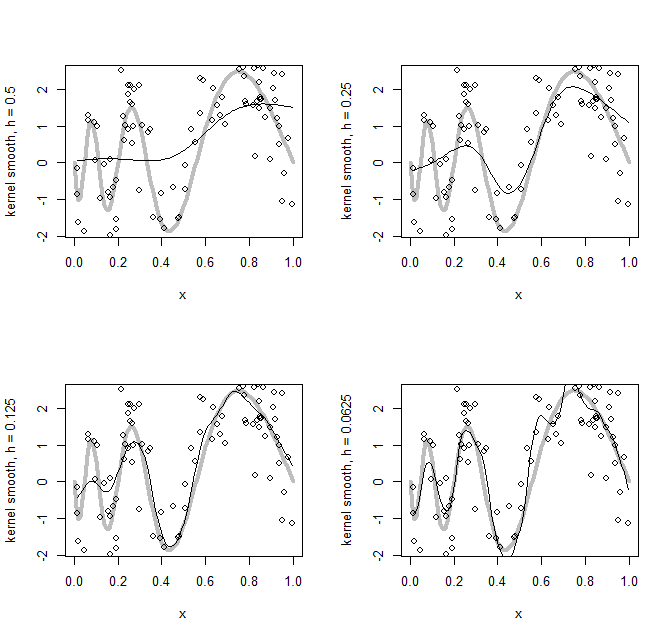 kernel smooth, h = 0.5
2
1
0
-1
-2
0.0 0.2 0.4 0.6 0.8 1.0
x
kernel smooth, h = 0.25
2
1
0
-1
-2
0.0 0.2 0.4 0.6 0.8 1.0
x
kernel smooth, h = 0.125
2
1
0
-1
-2
0.0 0.2 0.4 0.6 0.8 1.0
x
kernel smooth, h = 0.0625
2
1
0
-1
-2
0.0 0.2 0.4 0.6 0.8 1.0
x